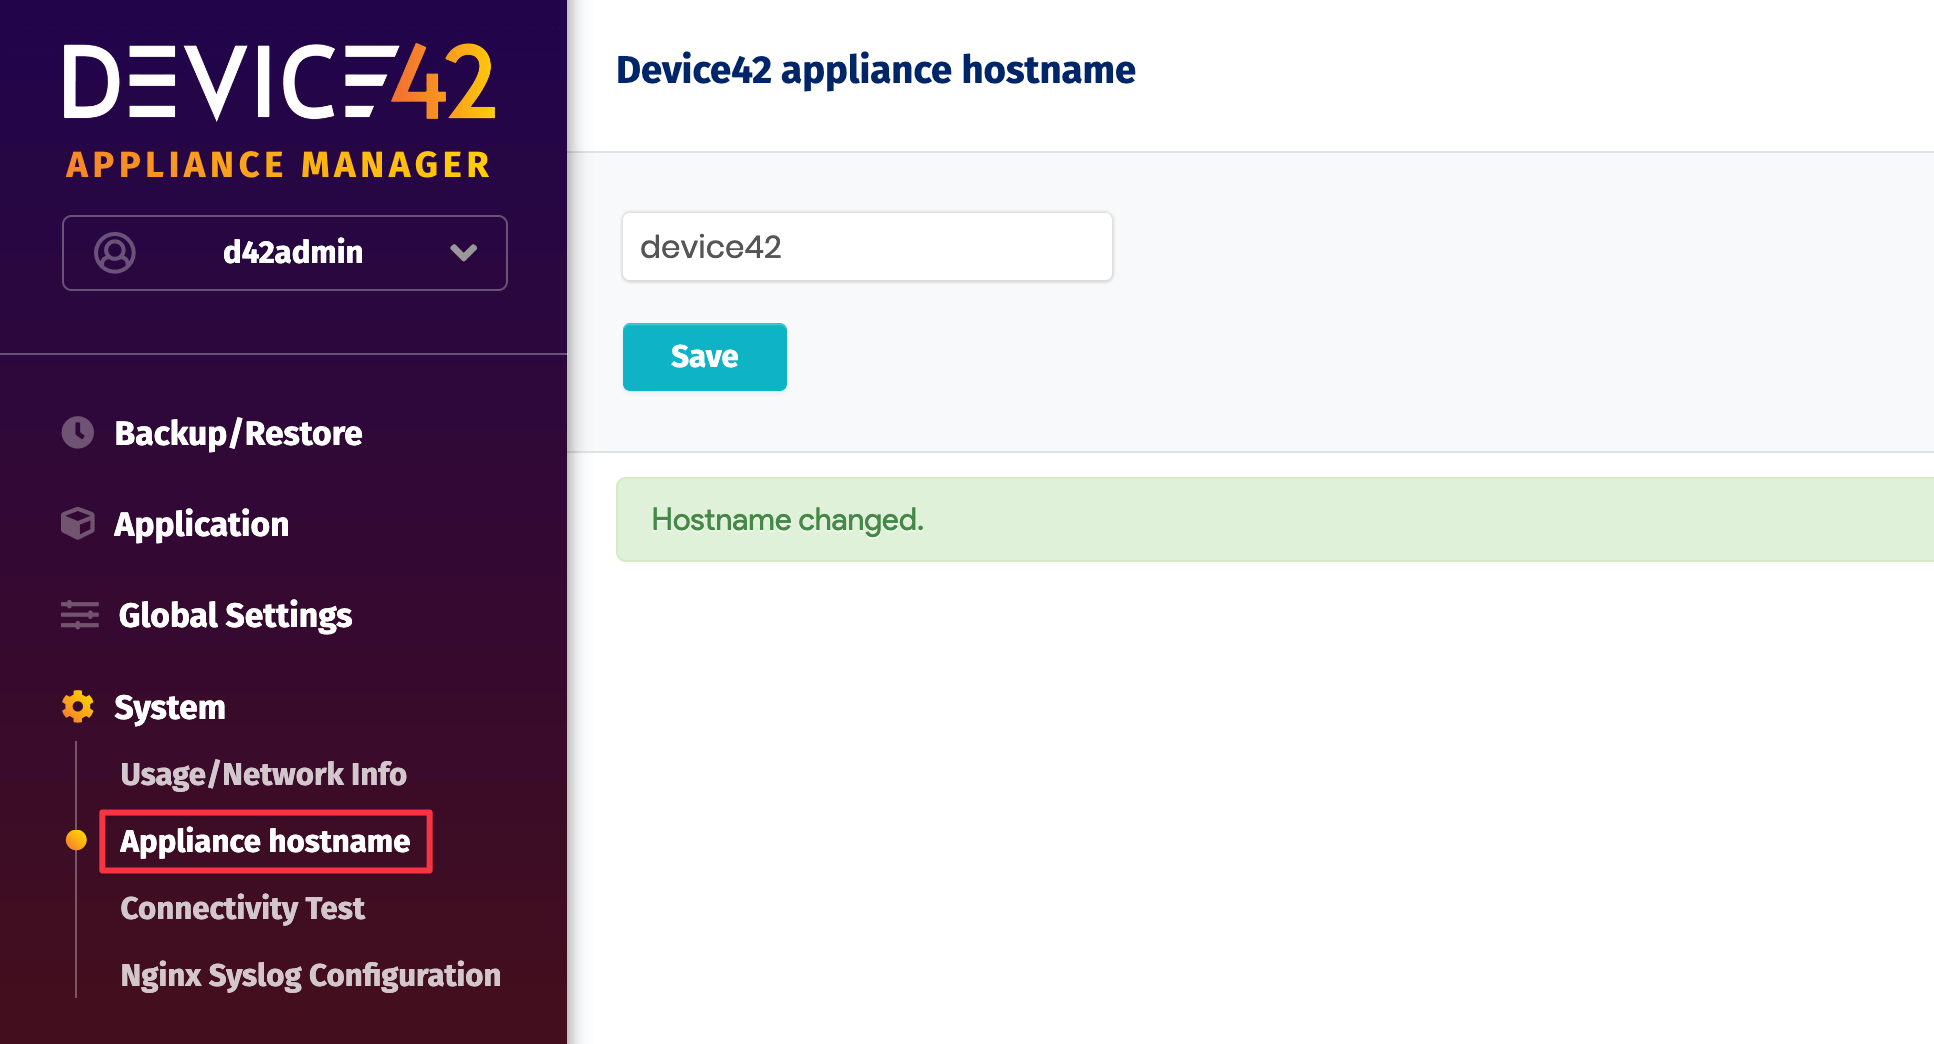 DEVICE42
APPLIANCE MANAGER
d42admin
Backup/Restore
Application
Global Settings
System
Usage/Network Info
Appliance hostname
Connectivity Test
Nginx Syslog Configuration
Device42 appliance hostname
device42
Save
Hostname changed.